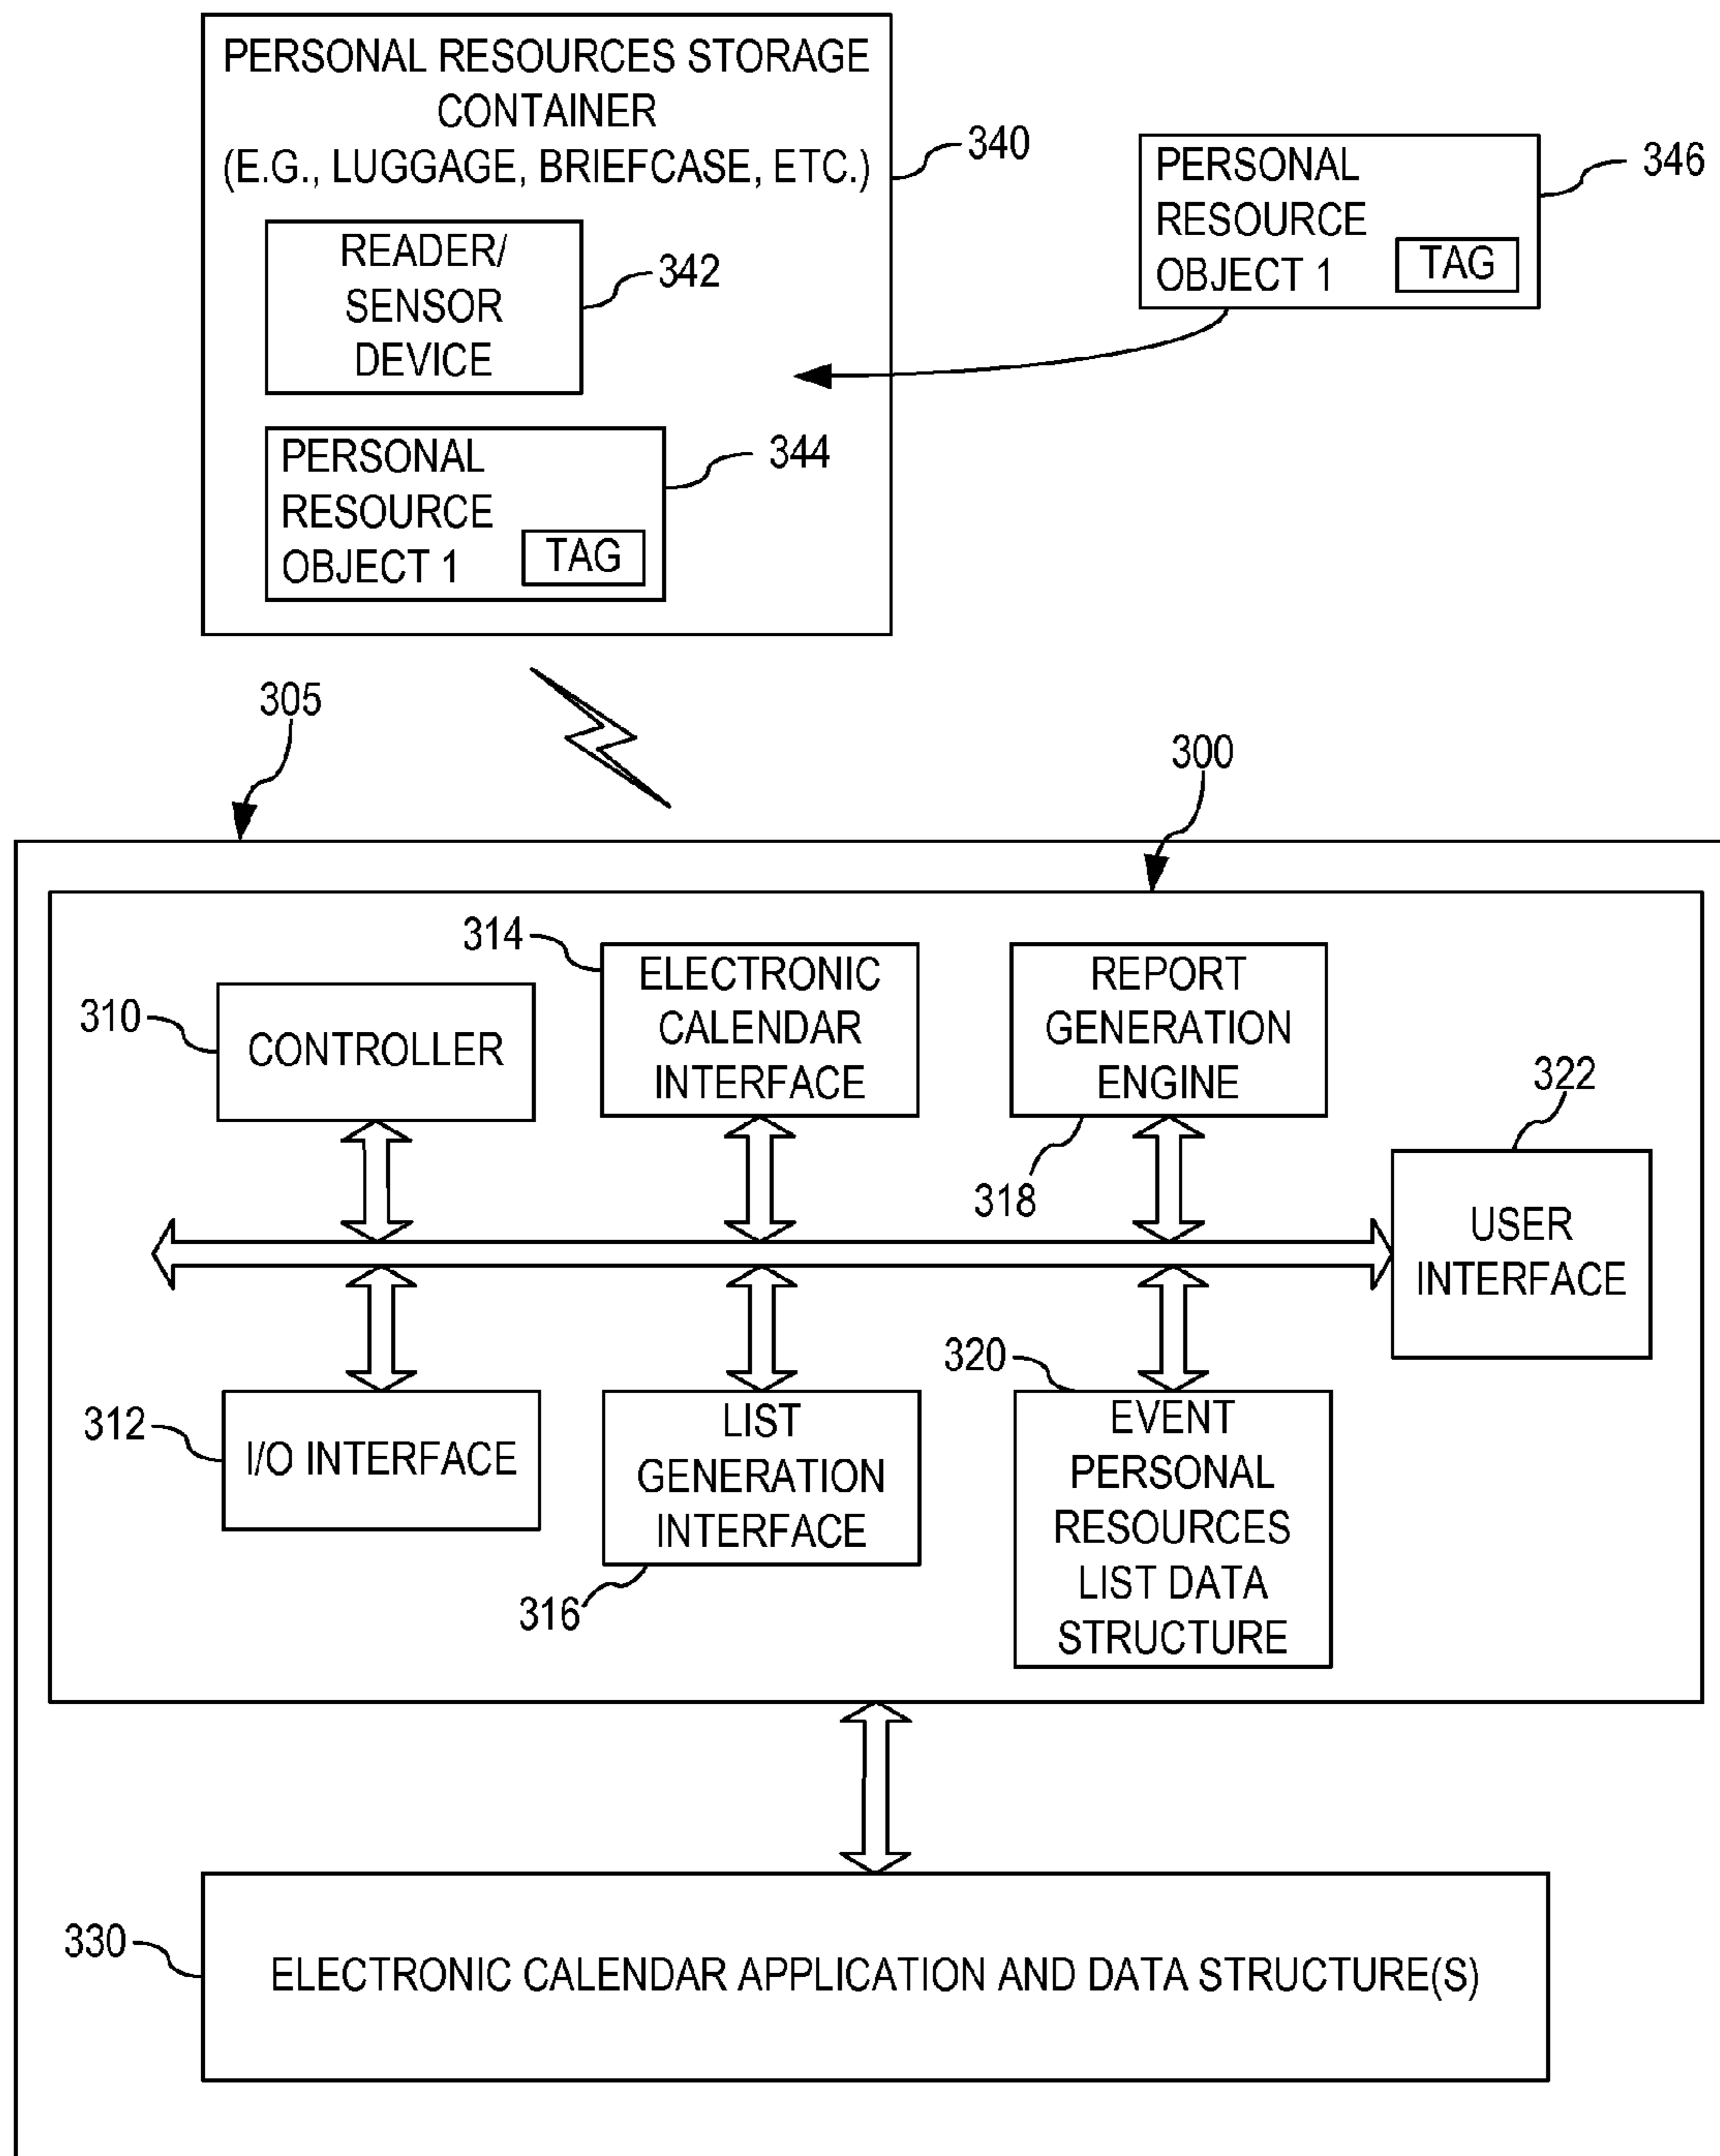 PERSONAL RESOURCES STORAGE
CONTAINER
(E.G., LUGGAGE, BRIEFCASE, ETC.)
340
READER/
SENSOR
DEVICE
342
PERSONAL
RESOURCE
OBJECT 1
TAG
344
PERSONAL
RESOURCE
OBJECT 1
TAG
346
305
300
310
CONTROLLER
314
ELECTRONIC
CALENDAR
INTERFACE
REPORT
GENERATION
ENGINE
318
322
USER
INTERFACE
312
I/O INTERFACE
LIST
GENERATION
INTERFACE
316
320
EVENT
PERSONAL
RESOURCES
LIST DATA
STRUCTURE
330
ELECTRONIC CALENDAR APPLICATION AND DATA STRUCTURE(S)